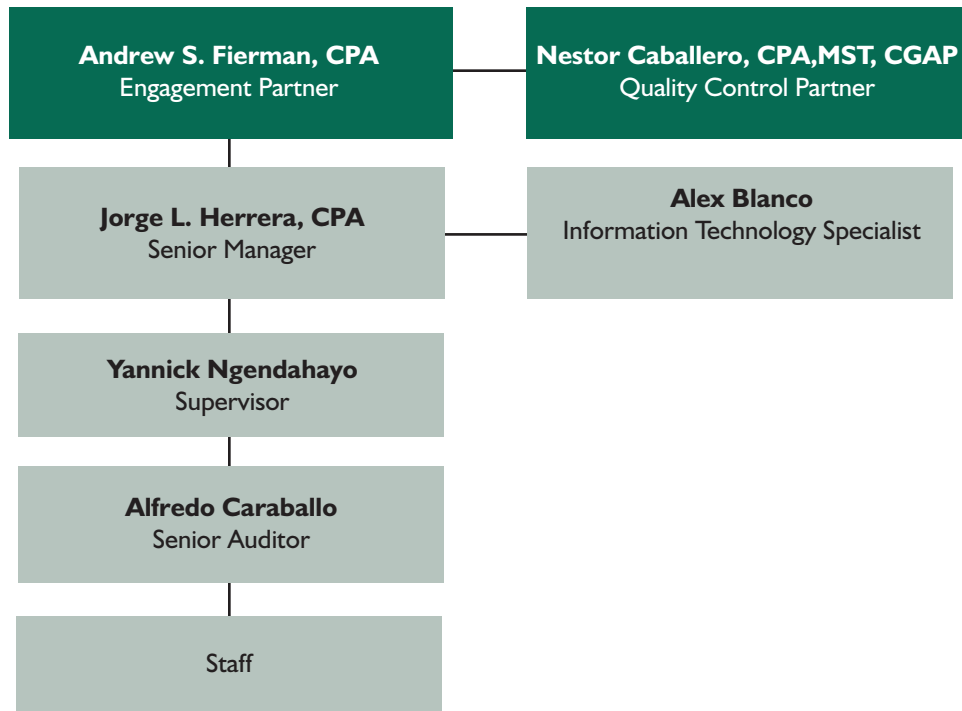 Andrew S. Fierman, CPA
Engagement Partner
Nestor Caballero, CPA,MST, CGAP
Quality Control Partner
Jorge L. Herrera, CPA
Senior Manager
Alex Blanco
Information Technology Specialist
Yannick Ngendahayo
Supervisor
Alfredo Caraballo
Senior Auditor
Staff